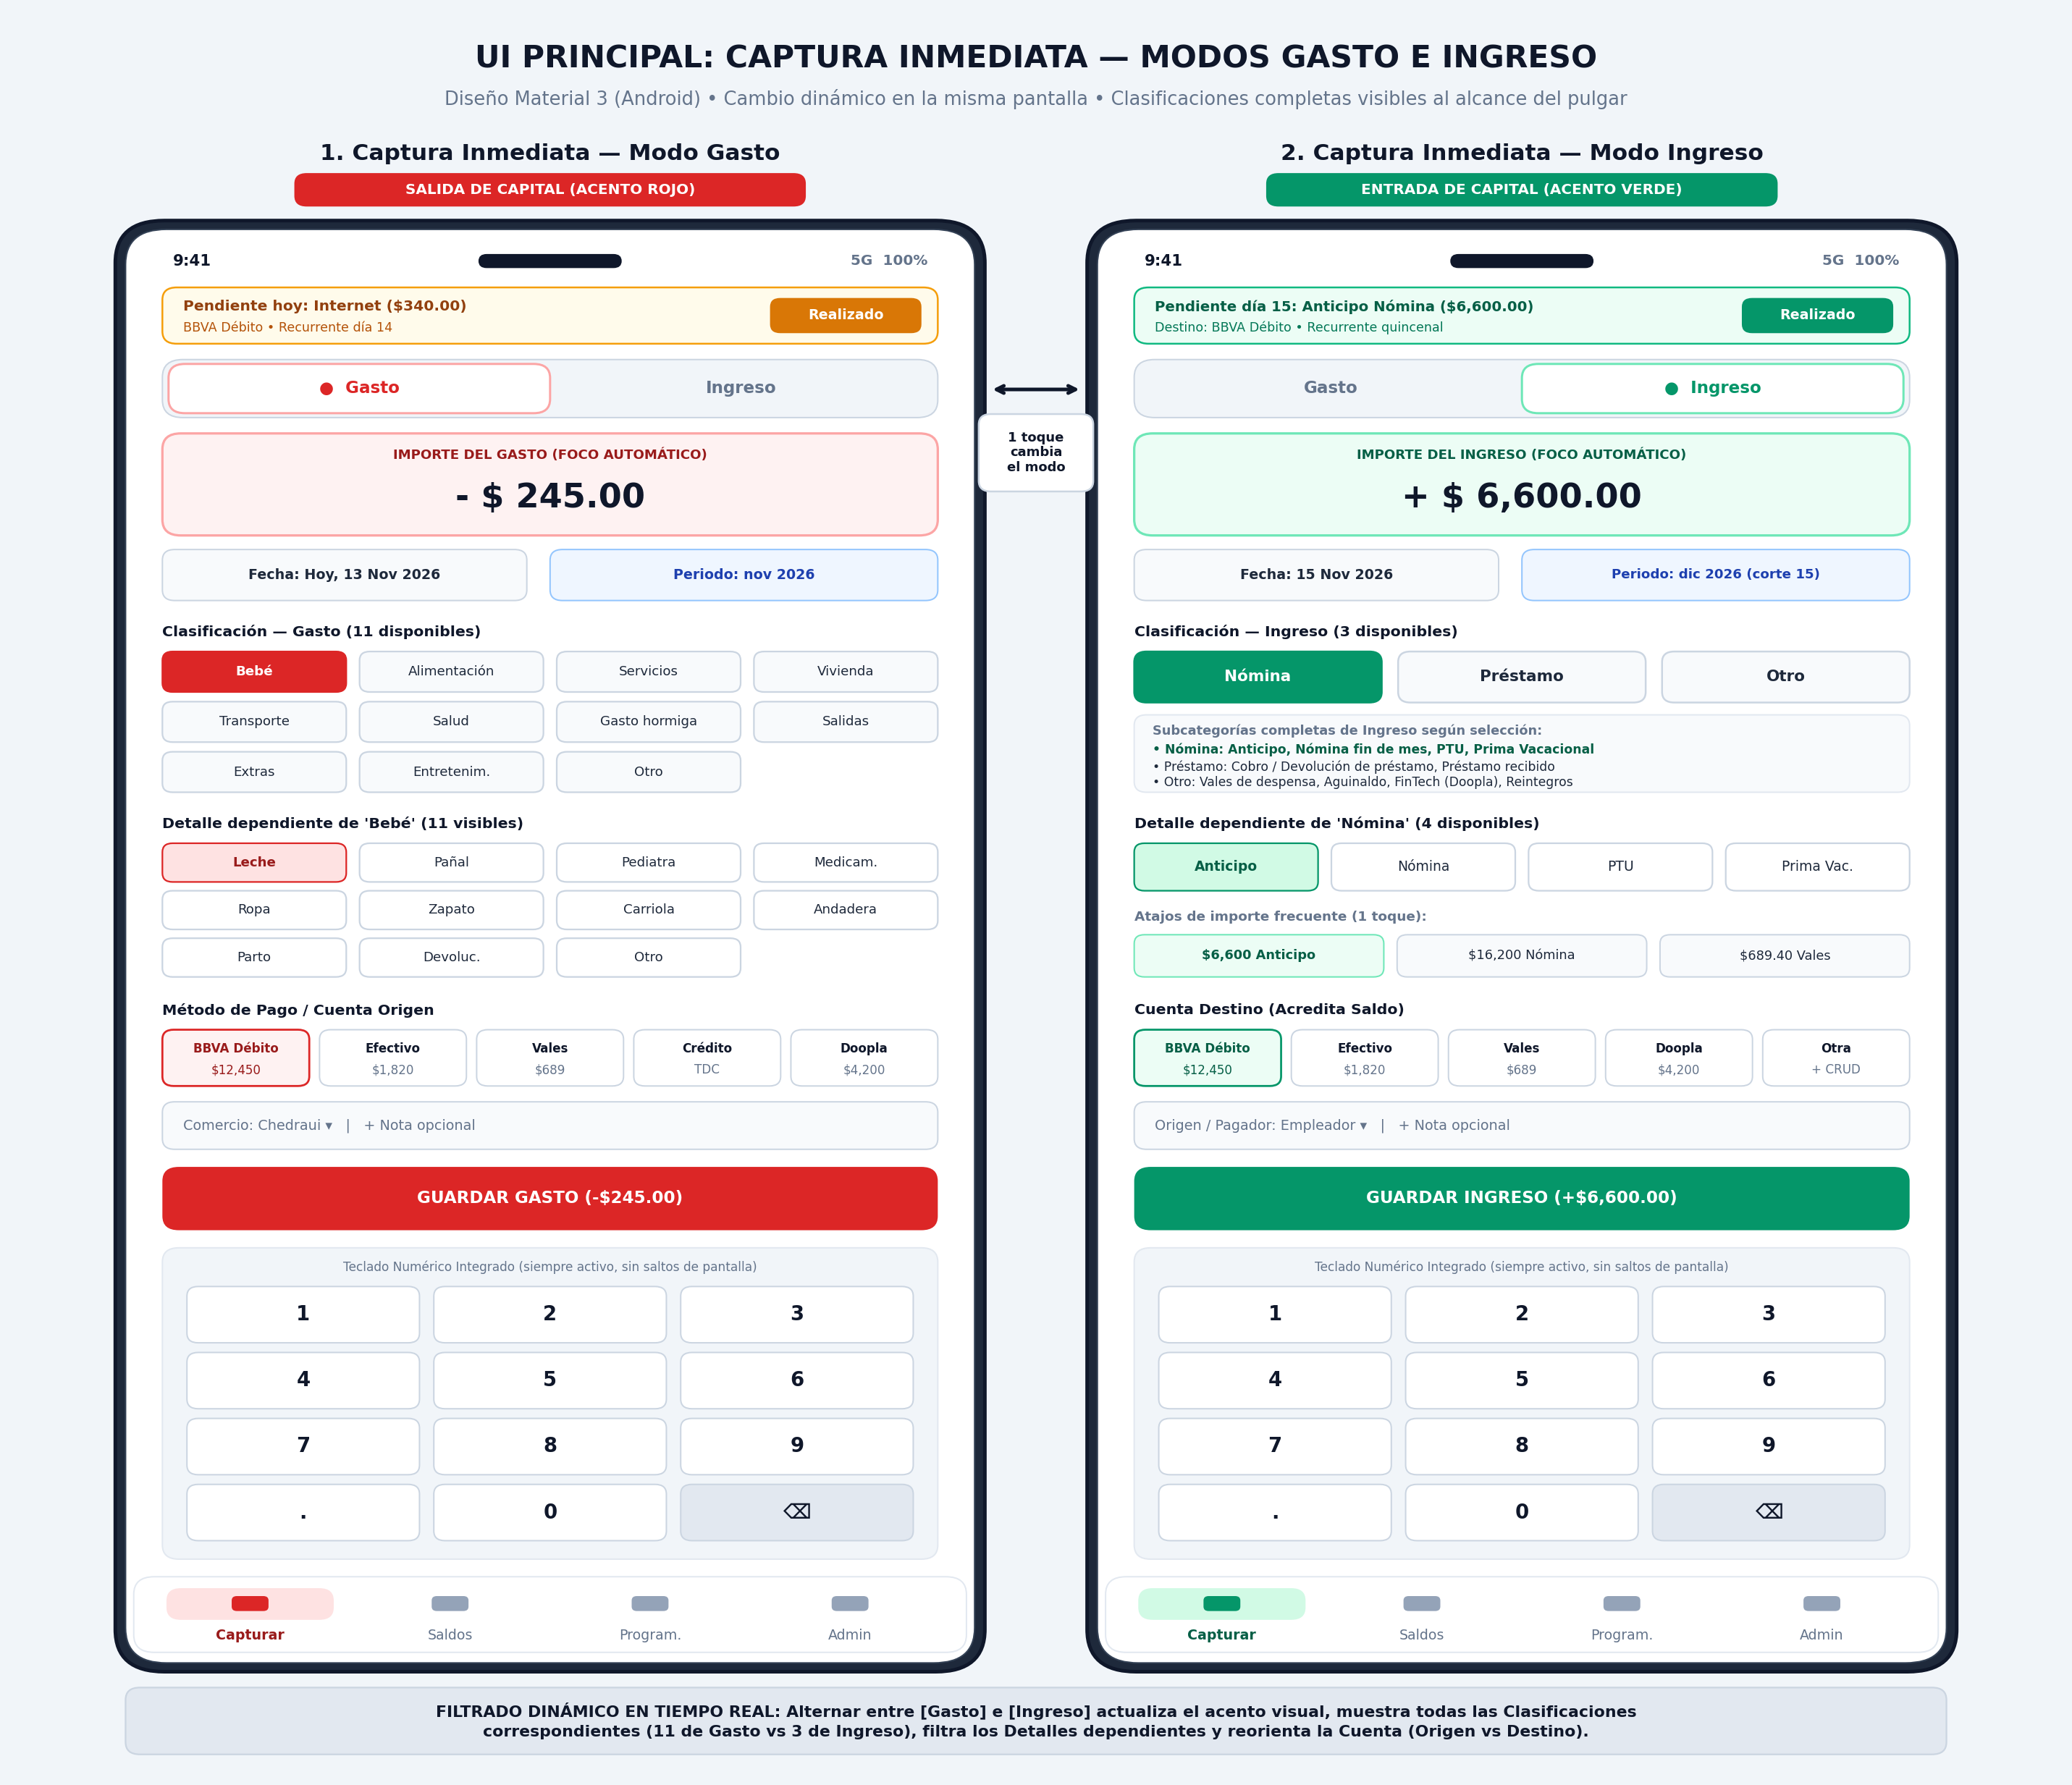 UI PRINCIPAL: CAPTURA INMEDIATA — MODOS GASTO E INGRESO
Diseño Material 3 (Android) • Cambio dinámico en la misma pantalla • Clasificaciones completas visibles al alcance del pulgar
1. Captura Inmediata — Modo Gasto
SALIDA DE CAPITAL (ACENTO ROJO)
9:41
5G 100%
Pendiente hoy: Internet ($340.00)
BBVA Débito • Recurrente día 14
Realizado
● Gasto
Ingreso
IMPORTE DEL GASTO (FOCO AUTOMÁTICO)
- $ 245.00
Fecha: Hoy, 13 Nov 2026
Periodo: nov 2026
Clasificación — Gasto (11 disponibles)
Bebé
Alimentación
Servicios
Vivienda
Transporte
Salud
Gasto hormiga
Salidas
Extras
Entretenim.
Otro
Detalle dependiente de 'Bebé' (11 visibles)
Leche
Pañal
Pediatra
Medicam.
Ropa
Zapato
Carriola
Andadera
Parto
Devoluc.
Otro
Método de Pago / Cuenta Origen
BBVA Débito
$12,450
Efectivo
$1,820
Vales
$689
Crédito
TDC
Doopla
$4,200
Comercio: Chedraui ▾ | + Nota opcional
GUARDAR GASTO (-$245.00)
Teclado Numérico Integrado (siempre activo, sin saltos de pantalla)
1
2
3
4
5
6
7
8
9
.
0
⌫
Capturar
Saldos
Program.
Admin
1 toque
cambia
el modo
2. Captura Inmediata — Modo Ingreso
ENTRADA DE CAPITAL (ACENTO VERDE)
9:41
5G 100%
Pendiente día 15: Anticipo Nómina ($6,600.00)
Destino: BBVA Débito • Recurrente quincenal
Realizado
Gasto
● Ingreso
IMPORTE DEL INGRESO (FOCO AUTOMÁTICO)
+ $ 6,600.00
Fecha: 15 Nov 2026
Periodo: dic 2026 (corte 15)
Clasificación — Ingreso (3 disponibles)
Nómina
Préstamo
Otro
Subcategorías completas de Ingreso según selección:
• Nómina: Anticipo, Nómina fin de mes, PTU, Prima Vacacional
• Préstamo: Cobro / Devolución de préstamo, Préstamo recibido
• Otro: Vales de despensa, Aguinaldo, FinTech (Doopla), Reintegros
Detalle dependiente de 'Nómina' (4 disponibles)
Anticipo
Nómina
PTU
Prima Vac.
Atajos de importe frecuente (1 toque):
$6,600 Anticipo
$16,200 Nómina
$689.40 Vales
Cuenta Destino (Acredita Saldo)
BBVA Débito
$12,450
Efectivo
$1,820
Vales
$689
Doopla
$4,200
Otra
+ CRUD
Origen / Pagador: Empleador ▾ | + Nota opcional
GUARDAR INGRESO (+$6,600.00)
Teclado Numérico Integrado (siempre activo, sin saltos de pantalla)
1
2
3
4
5
6
7
8
9
.
0
⌫
Capturar
Saldos
Program.
Admin
FILTRADO DINÁMICO EN TIEMPO REAL: Alternar entre [Gasto] e [Ingreso] actualiza el acento visual, muestra todas las Clasificaciones
correspondientes (11 de Gasto vs 3 de Ingreso), filtra los Detalles dependientes y reorienta la Cuenta (Origen vs Destino).